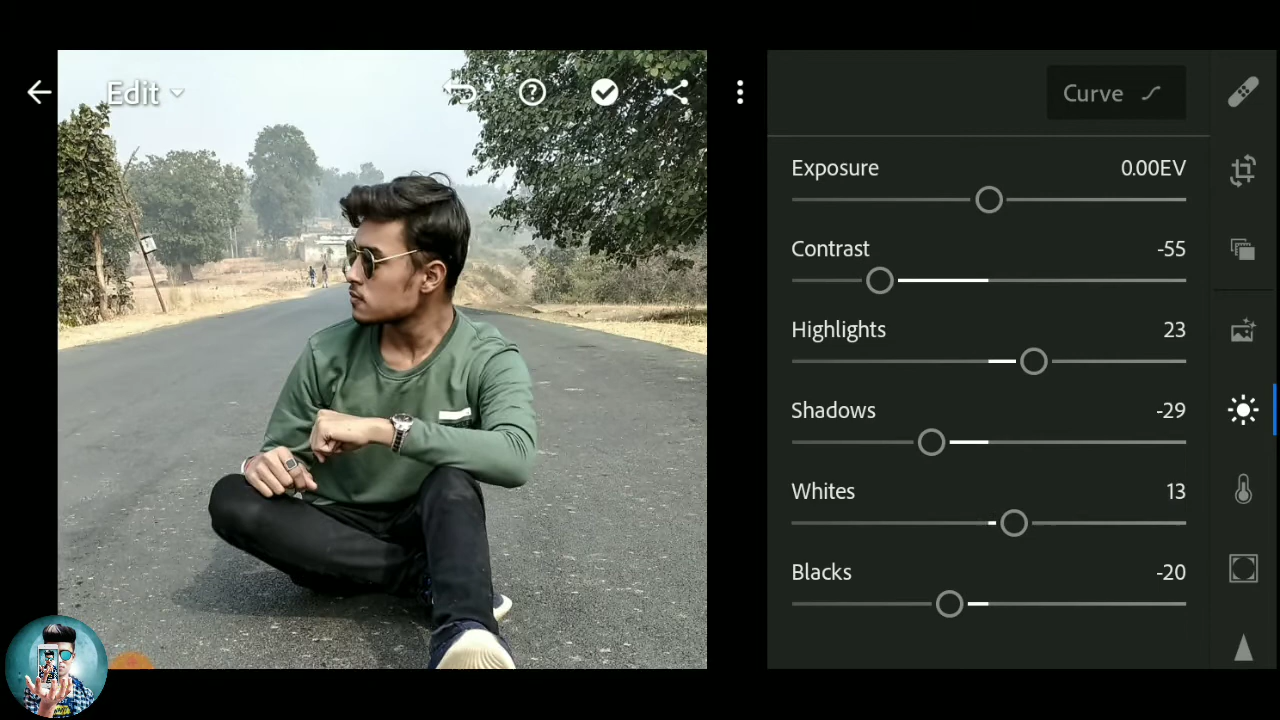 Edit
Curve
Exposure 0.00EV
Contrast -55
Highlights 23
Shadows -29
Whites 13
Blacks -20